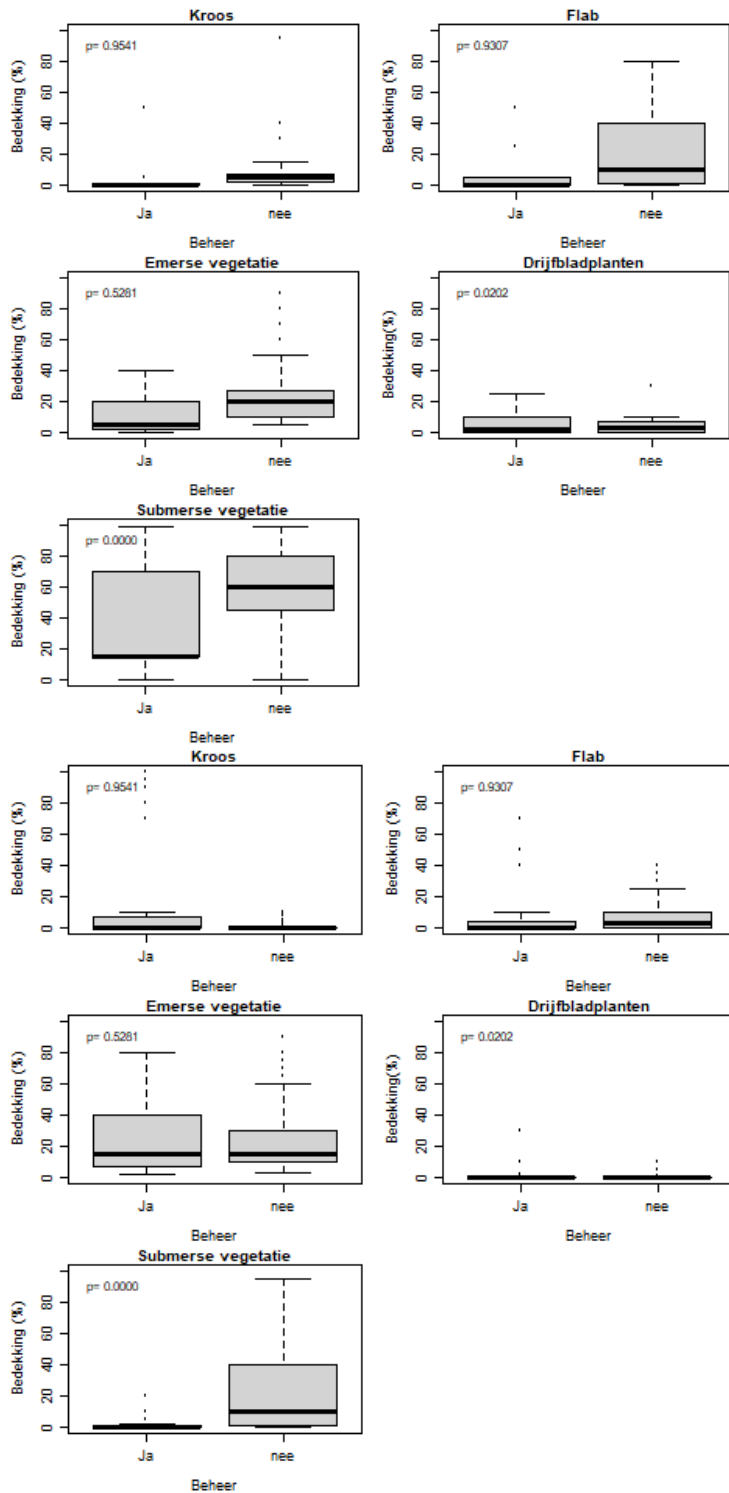 Kroos
p= 0.9541
Bedekking (%)
0 20 40 60 80
Ja nee
Beheer
Flab
p= 0.9307
Bedekking (%)
0 20 40 60 80
Ja nee
Beheer
Emerse vegetatie
p= 0.5281
Bedekking (%)
0 20 40 60 80
Ja nee
Beheer
Drijfbladplanten
p= 0.0202
Bedekking(%)
0 20 40 60 80
Ja nee
Beheer
Submerse vegetatie
p= 0.0000
Bedekking (%)
0 20 40 60 80
Ja nee
Beheer
Kroos
p= 0.9541
Bedekking (%)
0 20 40 60 80
Ja nee
Beheer
Flab
p= 0.9307
Bedekking (%)
0 20 40 60 80
Ja nee
Beheer
Emerse vegetatie
p= 0.5281
Bedekking (%)
0 20 40 60 80
Ja nee
Beheer
Drijfbladplanten
p= 0.0202
Bedekking(%)
0 20 40 60 80
Ja nee
Beheer
Submerse vegetatie
p= 0.0000
Bedekking (%)
0 20 40 60 80
Ja nee
Beheer